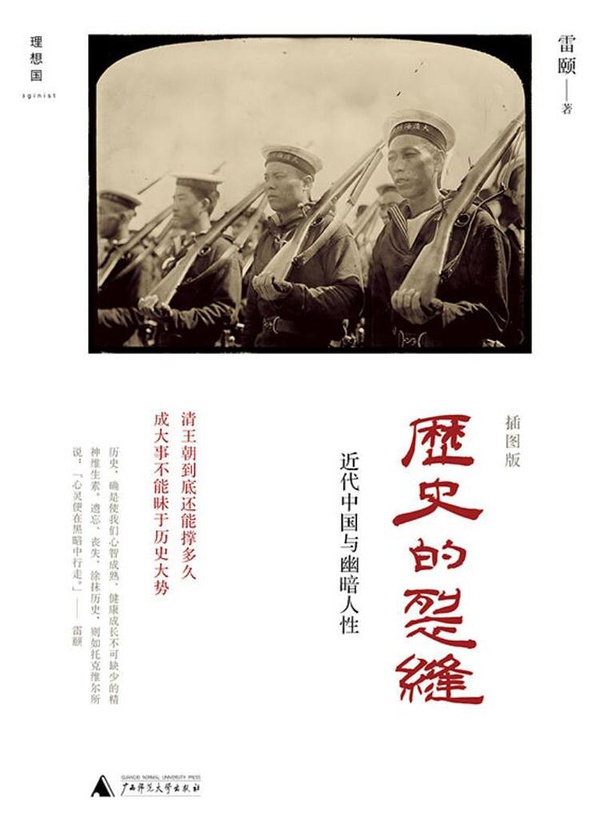 理想国
雷颐——著
插图版
歷史的裂縫
近代中国与幽暗人性
清王朝到底还能撑多久
成大事不能昧于历史大势
历史，确是使我们心智成熟、健康成长不可缺少的精
神维生素。遗忘、丧失、涂抹历史，则如托克维尔所
说：「心灵便在黑暗中行走。」——雷颐
GUANGXI NORMAL UNIVERSITY PRESS
广西师范大学出版社